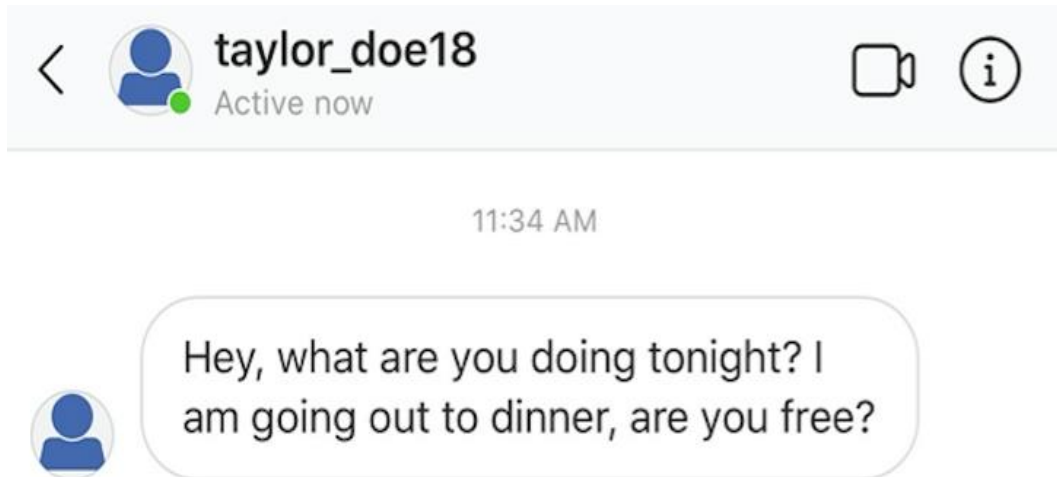 taylor_doe18
Active now
11:34 AM
Hey, what are you doing tonight? I
am going out to dinner, are you free?